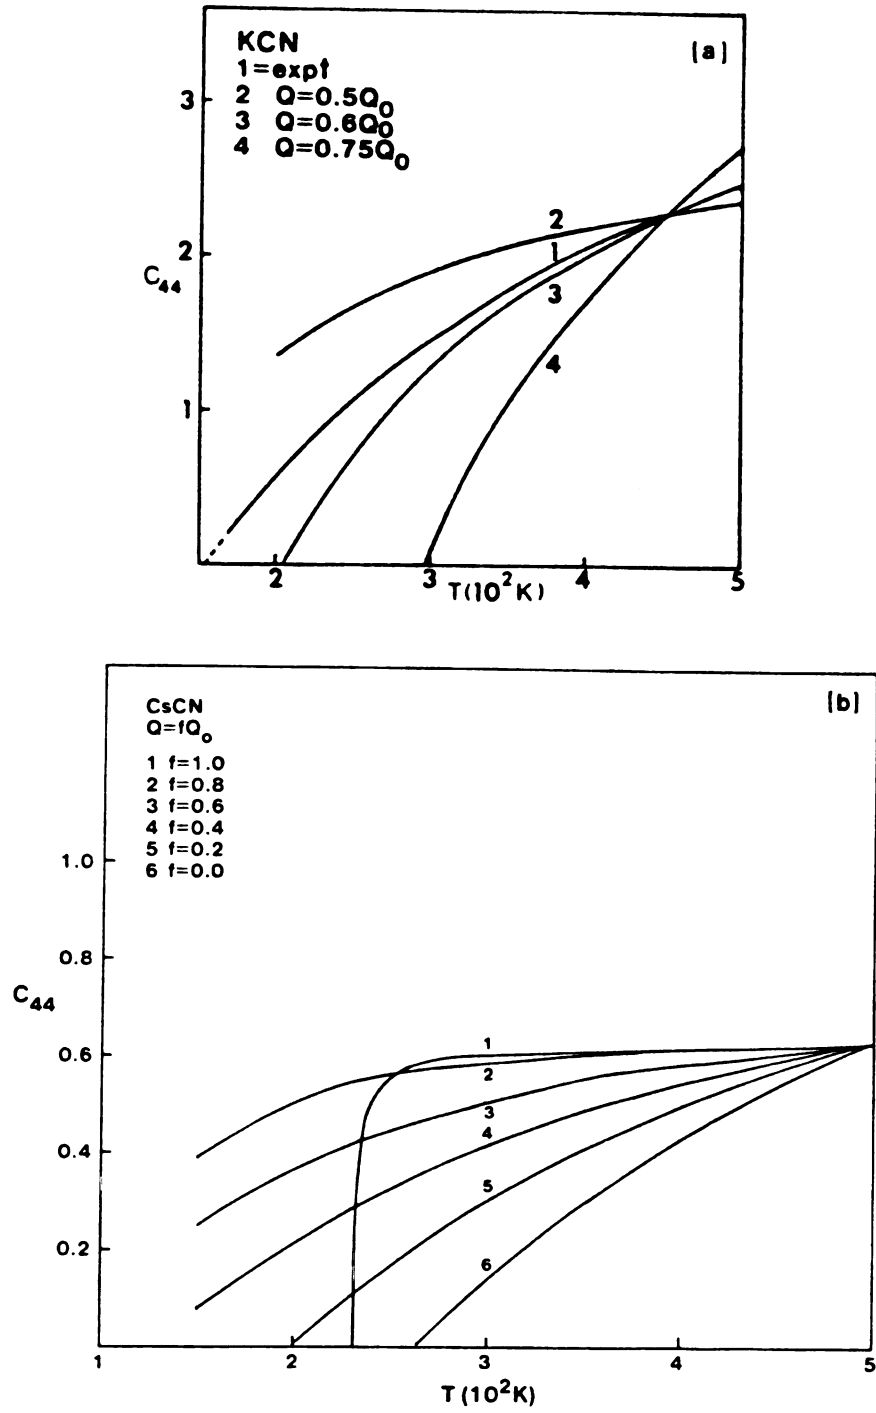 KCN
1=expt
2 Q=0.5Q0
3 Q=0.6Q0
4 Q=0.75Q0
[a]
3
2
1
C44
2
1
3
4
2
3
4
5
T(10²K)
CsCN
Q=fQo
1 f=1.0
2 f=0.8
3 f=0.6
4 f=0.4
5 f=0.2
6 f=0.0
[b]
1.0
0.8
C44
0.6
0.4
0.2
1
2
3
4
5
6
1
2
3
4
5
T(10²K)